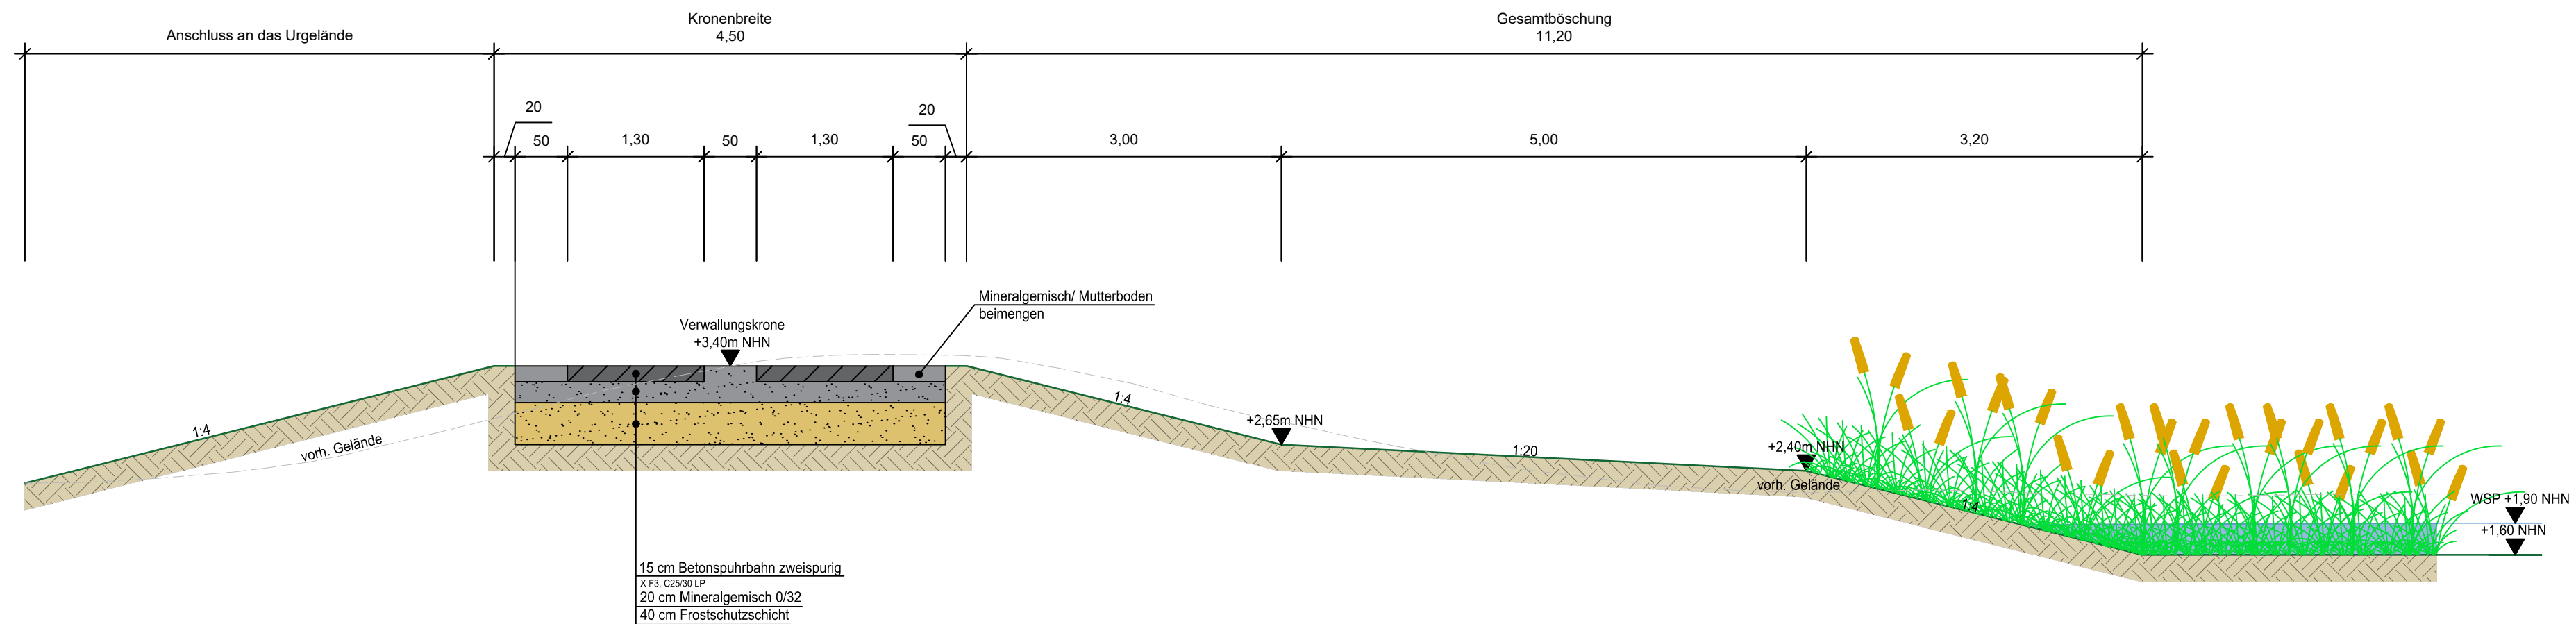 Kronenbreite
Gesamtböschung
Anschluss an das Urgelände
4,50
11,20
20
20
50
1,30
50
1,30
50
3,00
5,00
3,20
Mineralgemisch/ Mutterboden
beimengen
Verwallungskrone
+3,40m NHN
1:4
vorh. Gelände
1:4
+2,65m NHN
1:20
+2,40m NHN
vorh. Gelände
1:4
WSP +1,90 NHN
+1,60 NHN
15 cm Betonspuhrbahn zweispurig
X F3, C25/30 LP
20 cm Mineralgemisch 0/32
40 cm Frostschutzschicht